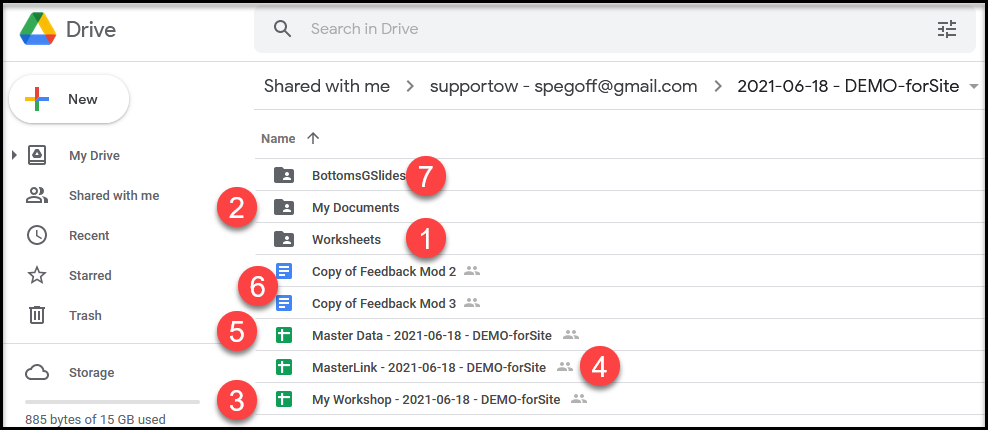 Drive
Search in Drive
New
My Drive
Shared with me
Recent
Starred
Trash
Storage
885 bytes of 15 GB used
Shared with me > supportow - spegoff@gmail.com > 2021-06-18 - DEMO-forSite
Name
BottomsGSlides 7
2 My Documents
Worksheets 1
6 Copy of Feedback Mod 2
Copy of Feedback Mod 3
5 Master Data - 2021-06-18 - DEMO-forSite
MasterLink - 2021-06-18 - DEMO-forSite 4
3 My Workshop - 2021-06-18 - DEMO-forSite